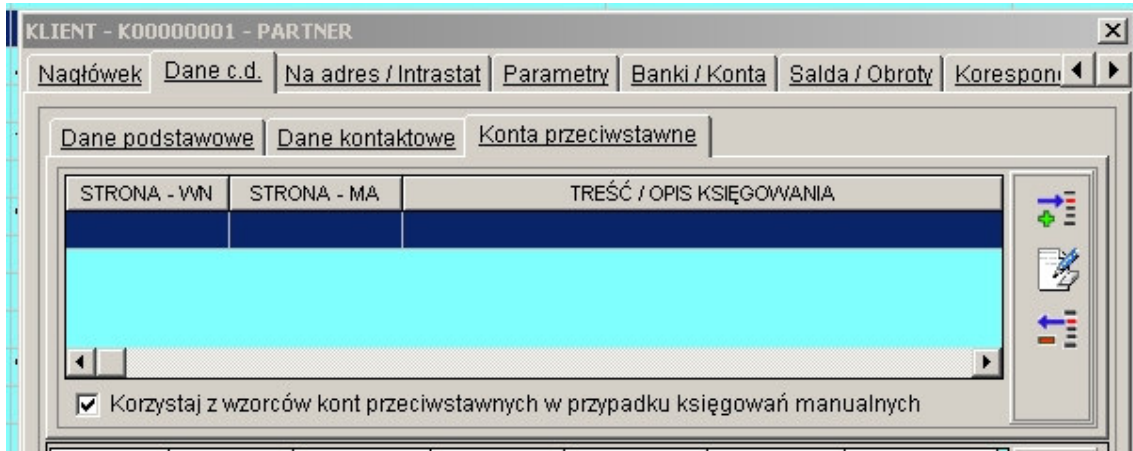 KLIENT - K00000001 - PARTNER
Nagłówek Dane c.d. Na adres / Intrastat Parametry Banki / Konta Salda / Obroty Korespon
Dane podstawowe Dane kontaktowe Konta przeciwstawne
STRONA - WN STRONA - MA TREŚĆ / OPIS KSIĘGOWANIA
Korzystaj z wzorców kont przeciwstawnych w przypadku księgowań manualnych